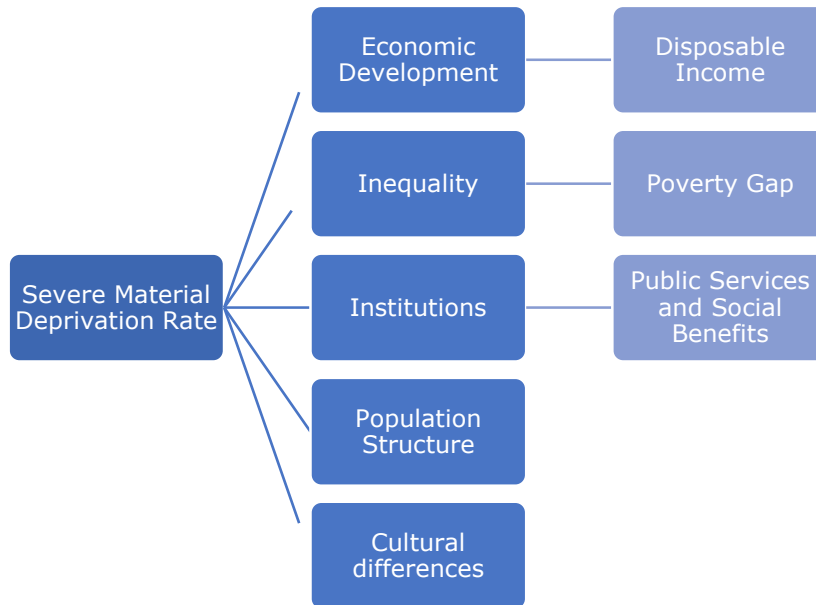 Economic
Development
Disposable
Income
Inequality
Poverty Gap
Severe Material
Deprivation Rate
Institutions
Public Services
and Social
Benefits
Population
Structure
Cultural
differences